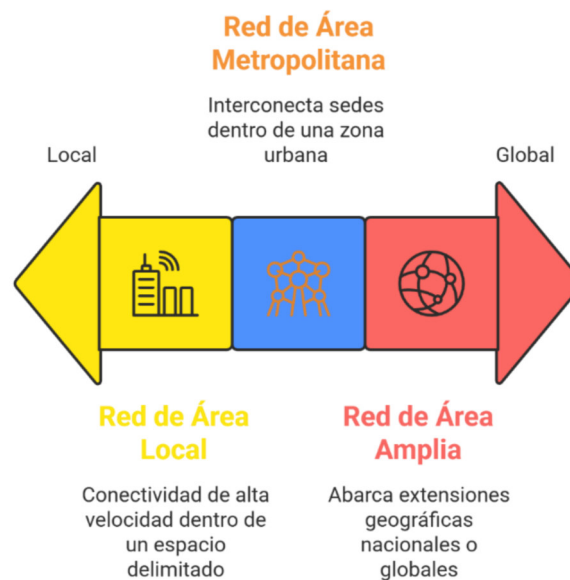 Red de Área
Metropolitana
Interconecta sedes
dentro de una zona
urbana
Local
Global
Red de Área
Local
Conectividad de alta
velocidad dentro de
un espacio
delimitado
Red de Área
Amplia
Abarca extensiones
geográficas
nacionales o
globales